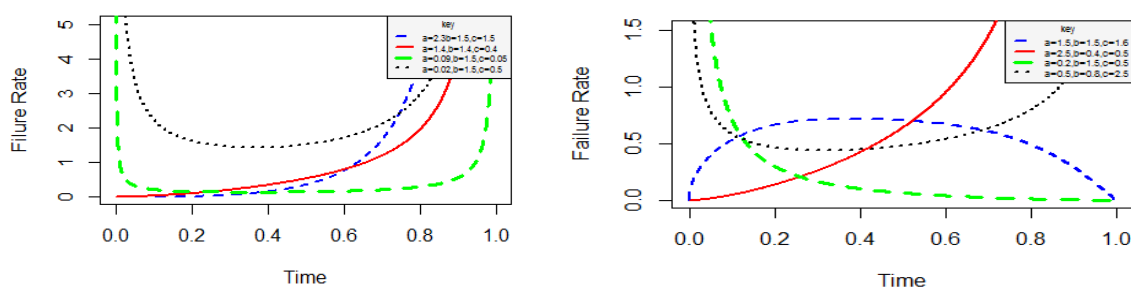 Filure Rate
5
4
3
2
1
0
key
a=2.3b=1.5,c=1.5
a=1.4,b=1.4,c=0.4
a=0.09,b=1.5,c=0.05
a=0.02,b=1.5,c=0.5
0.0 0.2 0.4 0.6 0.8 1.0
Time
Failure Rate
1.5
1.0
0.5
0.0
key
a=1.5,b=1.5,c=1.6
a=2.5,b=0.4,c=0.5
a=0.2,b=1.5,c=0.5
a=0.5,b=0.8,c=2.5
0.0 0.2 0.4 0.6 0.8 1.0
Time